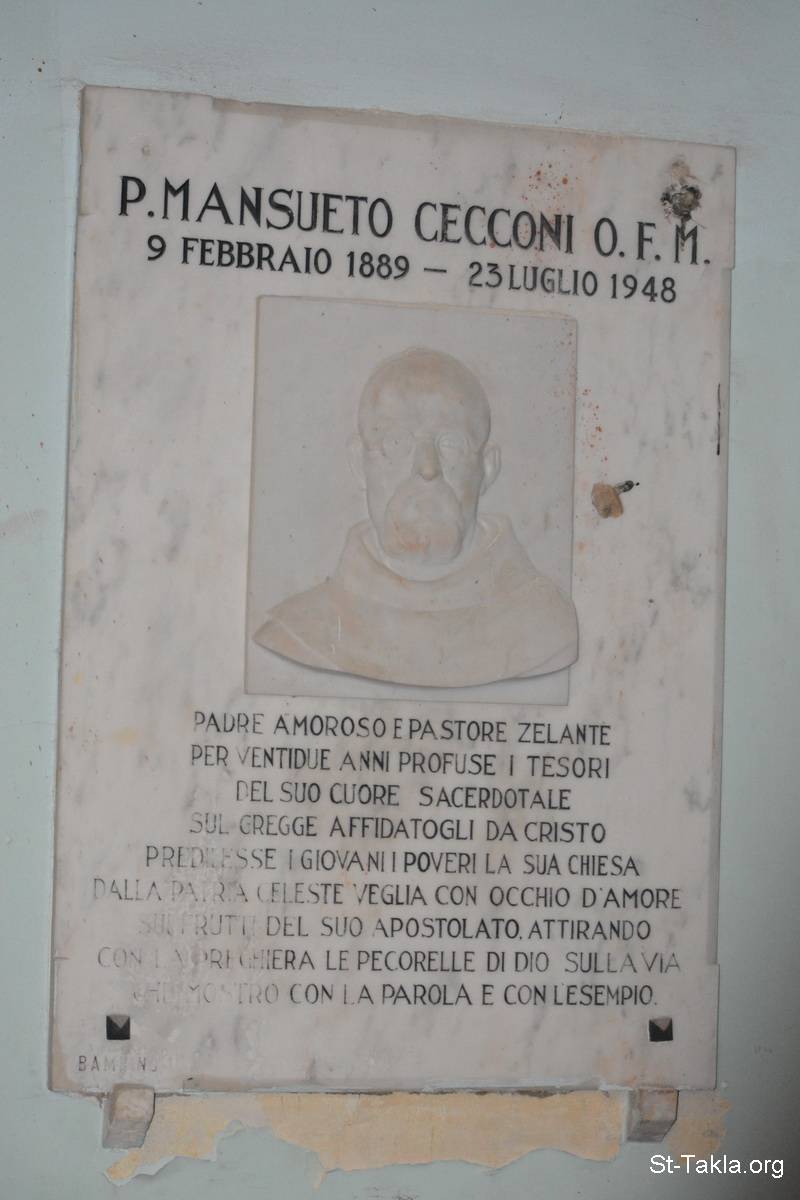 P. MANSUETO CECCONI O. F. M.
9 FEBBRAIO 1889 — 23 LUGLIO 1948
PADRE AMOROSO E PASTORE ZELANTE
PER VENTIDUE ANNI PROFUSE I TESORI
DEL SUO CUORE SACERDOTALE
SUL GREGGE AFFIDATOGLI DA CRISTO
PREDILESSE I GIOVANI I POVERI LA SUA CHIESA
DALLA PATRIA CELESTE VEGLIA CON OCCHIO D'AMORE
SUI FRUTTI DEL SUO APOSTOLATO, ATTIRANDO
CON LA PREGHIERA LE PECORELLE DI DIO SULLA VIA
CHE MOSTRO CON LA PAROLA E CON L'ESEMPIO.
St-Takla.org